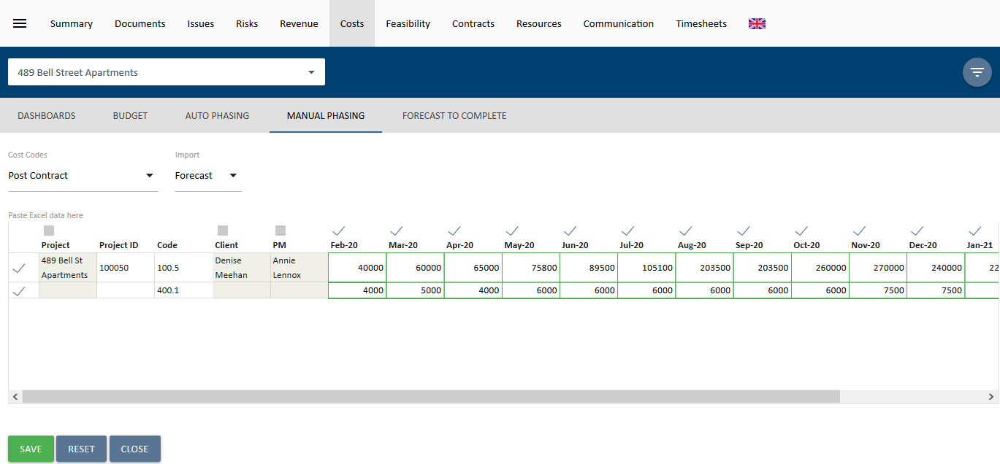 Summary Documents Issues Risks Revenue Costs Feasibility Contracts Resources Communication Timesheets
489 Bell Street Apartments
DASHBOARDS BUDGET AUTO PHASING MANUAL PHASING FORECAST TO COMPLETE
Cost Codes Import
Post Contract Forecast
Paste Excel data here
Project Project ID Code Client PM Feb-20 Mar-20 Apr-20 May-20 Jun-20 Jul-20 Aug-20 Sep-20 Oct-20 Nov-20 Dec-20 Jan-21
489 Bell St Apartments 100050 100.5 Denise Meehan Annie Lennox 40000 60000 65000 75800 89500 105100 203500 203500 260000 270000 240000 22
400.1 4000 5000 4000 6000 6000 6000 6000 6000 6000 7500 7500
SAVE RESET CLOSE